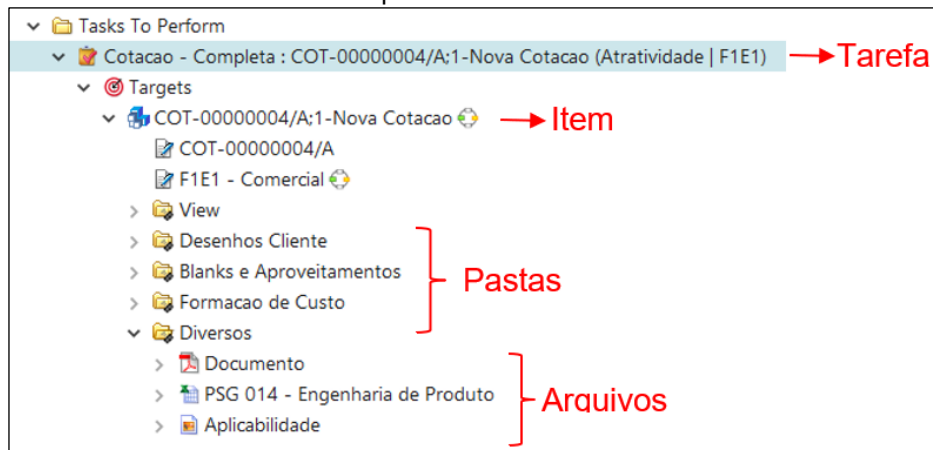 Tasks To Perform
Cotacao - Completa : COT-00000004/A;1-Nova Cotacao (Atratividade | F1E1) Tarefa
Targets
COT-00000004/A;1-Nova Cotacao Item
COT-00000004/A
F1E1 - Comercial
View
Desenhos Cliente
Blanks e Aproveitamentos
Pastas
Formacao de Custo
Diversos
Documento
PSG 014 - Engenharia de Produto
Arquivos
Aplicabilidade